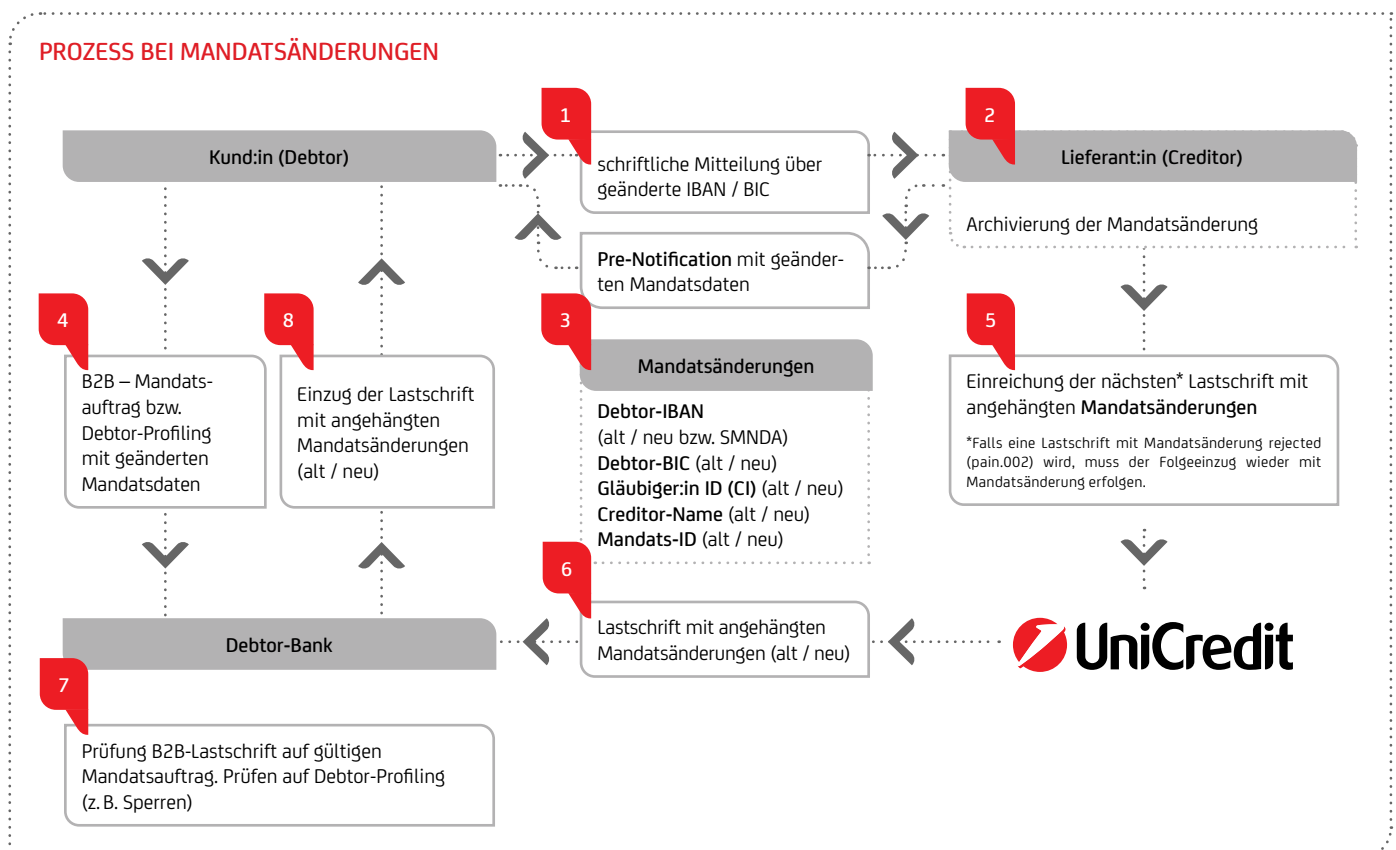 PROZESS BEI MANDATSÄNDERUNGEN
Kund:in (Debtor)
1
schriftliche Mitteilung über
geänderte IBAN / BIC
2
Lieferant:in (Creditor)
Archivierung der Mandatsänderung
Pre-Notification mit geänder-
ten Mandatsdaten
3
Mandatsänderungen
Debtor-IBAN
(alt / neu bzw. SMNDA)
Debtor-BIC (alt / neu)
Gläubiger:in ID (CI) (alt / neu)
Creditor-Name (alt / neu)
Mandats-ID (alt / neu)
4
B2B – Mandats-
auftrag bzw.
Debtor-Profiling
mit geänderten
Mandatsdaten
8
Einzug der Lastschrift
mit angehängten
Mandatsänderungen
(alt / neu)
5
Einreichung der nächsten* Lastschrift mit
angehängten Mandatsänderungen
*Falls eine Lastschrift mit Mandatsänderung rejected
(pain.002) wird, muss der Folgeeinzug wieder mit
Mandatsänderung erfolgen.
6
Lastschrift mit angehängten
Mandatsänderungen (alt / neu)
UniCredit
Debtor-Bank
7
Prüfung B2B-Lastschrift auf gültigen
Mandatsauftrag. Prüfen auf Debtor-Profiling
(z. B. Sperren)